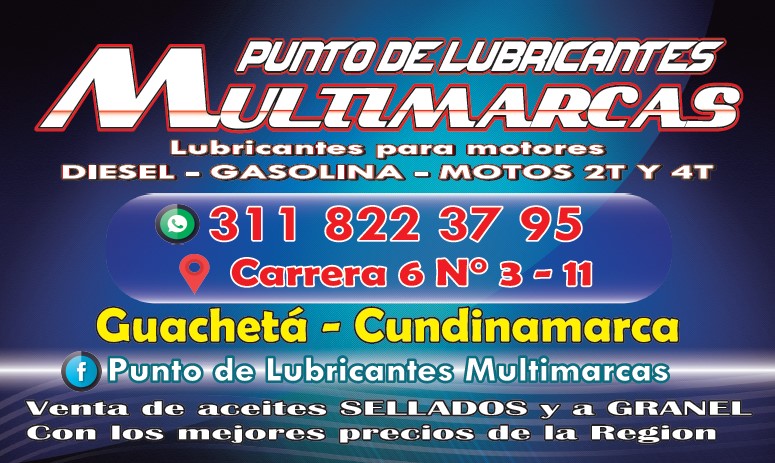 PUNTO DE LUBRICANTES
MULTIMARCAS
Lubricantes para motores
DIESEL - GASOLINA - MOTOS 2T Y 4T
311 822 37 95
Carrera 6 Nº 3 - 11
Guachetá - Cundinamarca
f Punto de Lubricantes Multimarcas
Venta de aceites SELLADOS y a GRANEL
Con los mejores precios de la Region